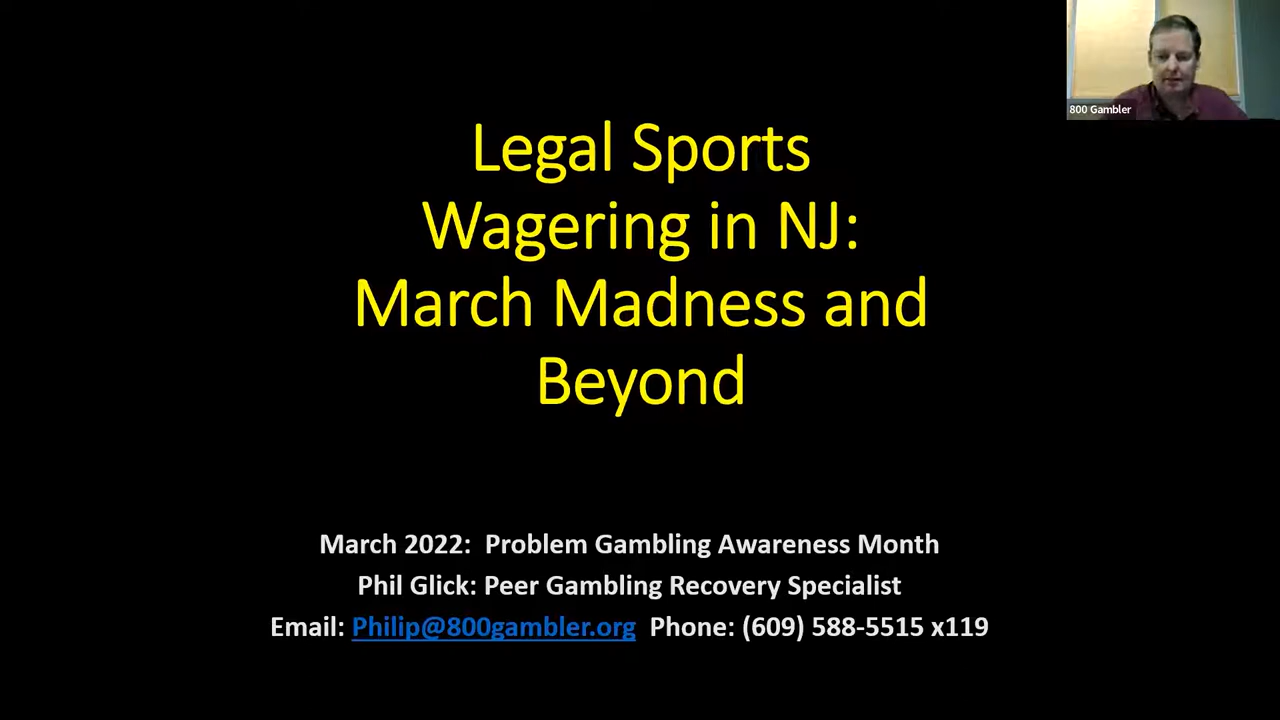 800 Gambler
Legal Sports
Wagering in NJ:
March Madness and
Beyond
March 2022:  Problem Gambling Awareness Month
Phil Glick: Peer Gambling Recovery Specialist
Email: Philip@800gambler.org  Phone: (609) 588-5515 x119